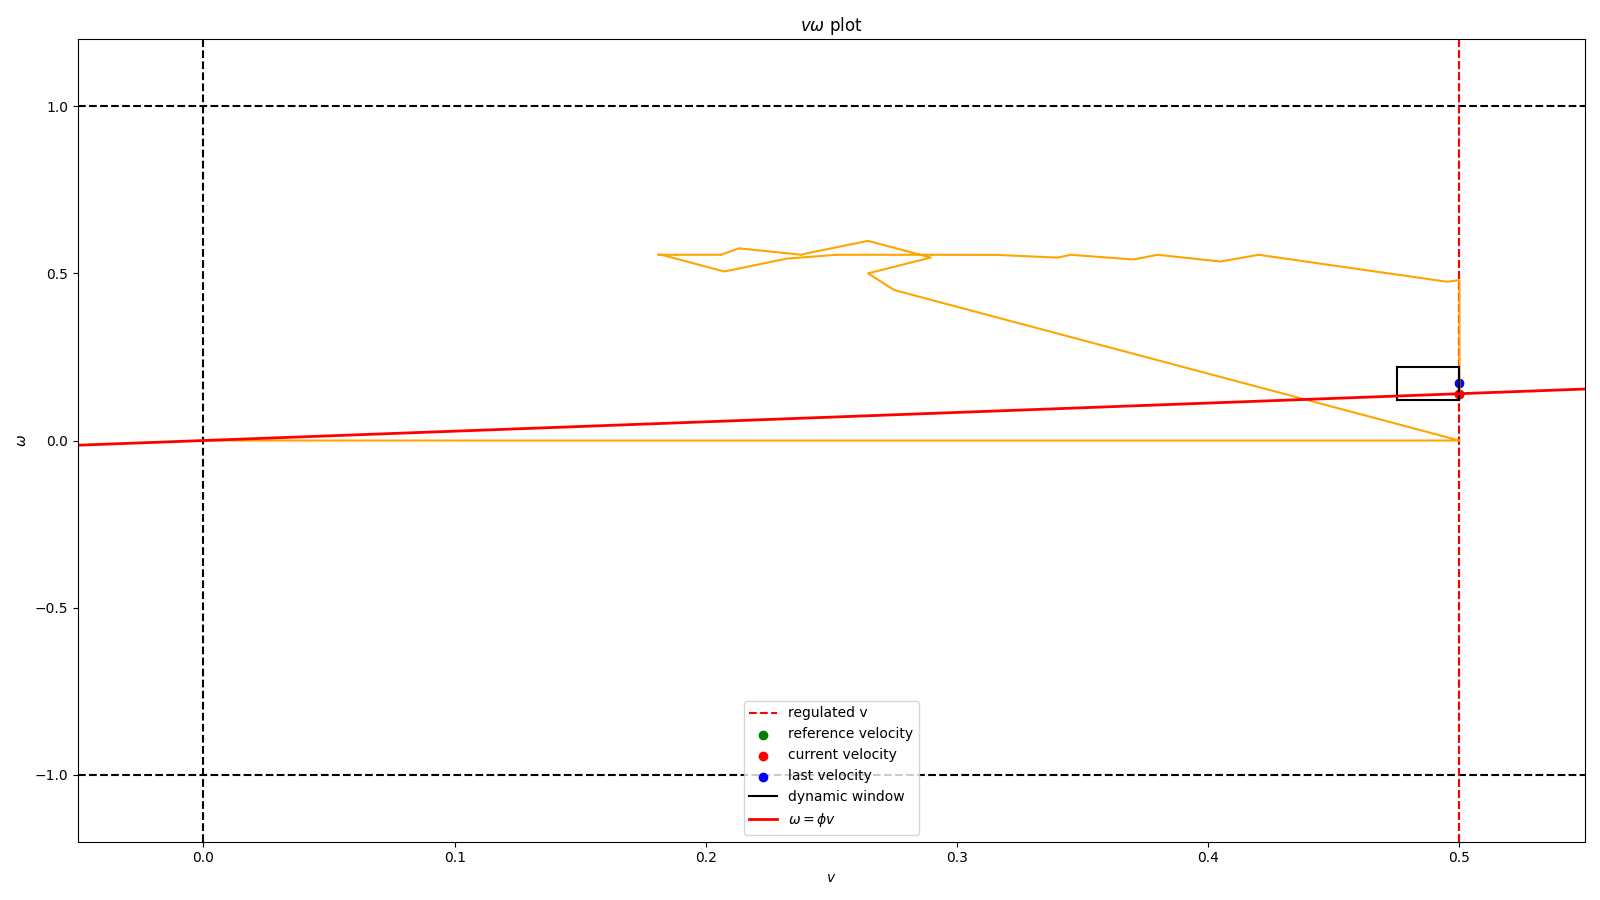 vω plot
1.0
0.5
0.0
−0.5
−1.0
ω
0.0 0.1 0.2 0.3 0.4 0.5
v
regulated v
reference velocity
current velocity
last velocity
dynamic window
ω = ϕv